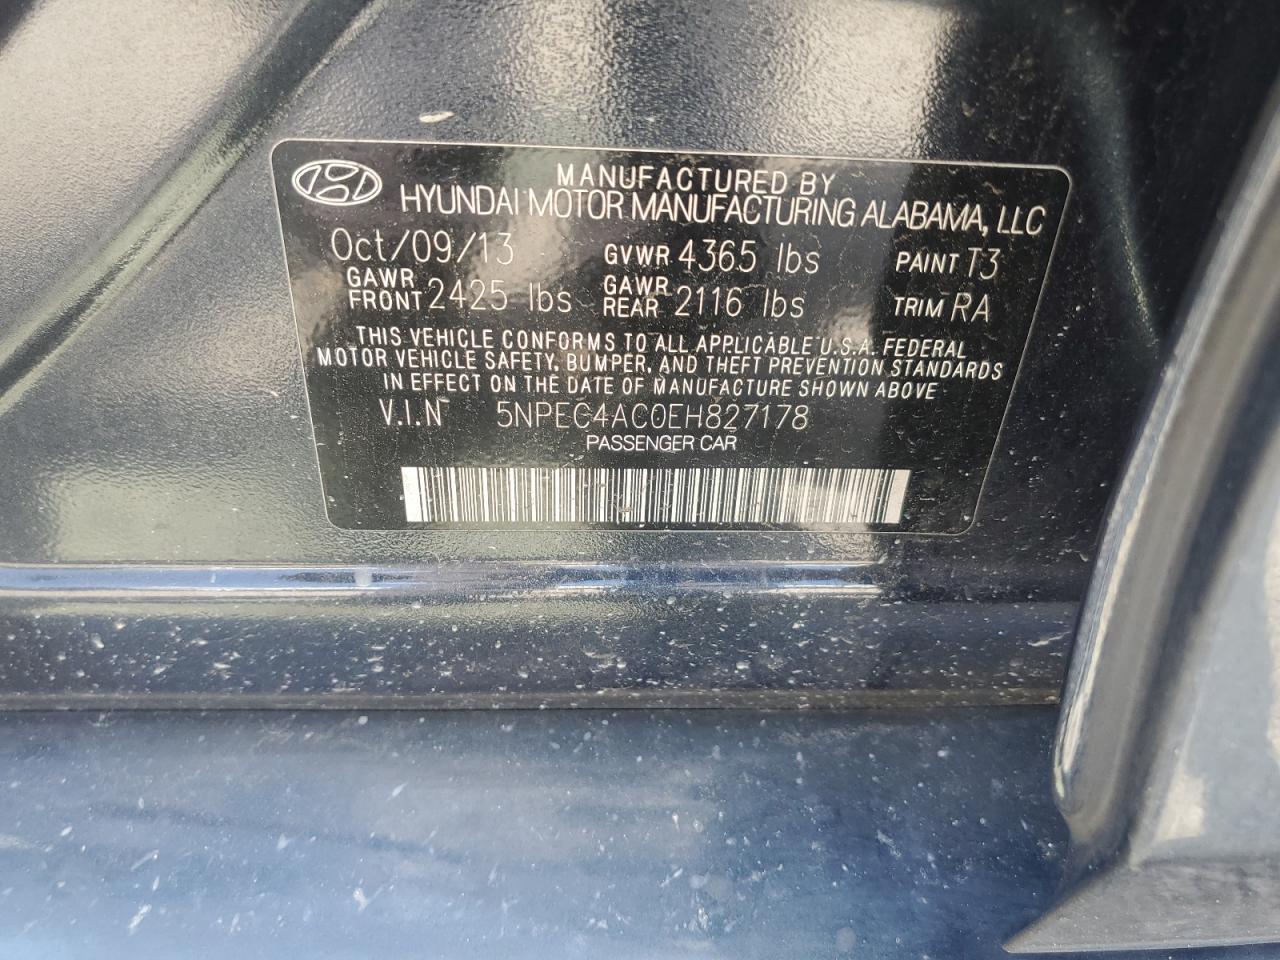 MANUFACTURED BY
HYUNDAI MOTOR MANUFACTURING ALABAMA, LLC
Oct/09/13 GVWR 4365 lbs PAINT T3
GAWR FRONT 2425 lbs GAWR REAR 2116 lbs TRIM RA
THIS VEHICLE CONFORMS TO ALL APPLICABLE U.S.A. FEDERAL
MOTOR VEHICLE SAFETY, BUMPER, AND THEFT PREVENTION STANDARDS
IN EFFECT ON THE DATE OF MANUFACTURE SHOWN ABOVE
V.I.N 5NPEC4AC0EH827178
PASSENGER CAR